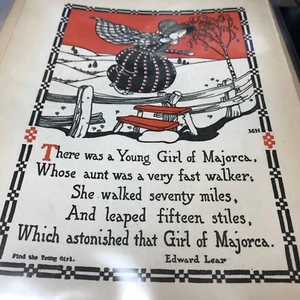 MK
There was a Young Girl of Majorca,
Whose aunt was a very fast walker,
She walked seventy miles,
And leaped fifteen stiles,
Which astonished that Girl of Majorca.
Find the Young Girl. Edward Lear